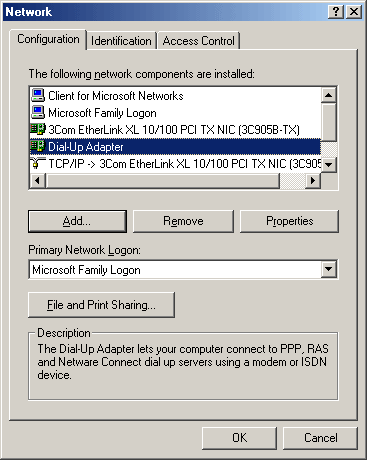 Network
Configuration Identification Access Control
The following network components are installed:
Client for Microsoft Networks
Microsoft Family Logon
3Com EtherLink XL 10/100 PCI TX NIC (3C905B-TX)
Dial-Up Adapter
TCP/IP -> 3Com EtherLink XL 10/100 PCI TX NIC (3C905
Add... Remove Properties
Primary Network Logon:
Microsoft Family Logon
File and Print Sharing...
Description
The Dial-Up Adapter lets your computer connect to PPP, RAS
and Netware Connect dial up servers using a modem or ISDN
device.
OK Cancel